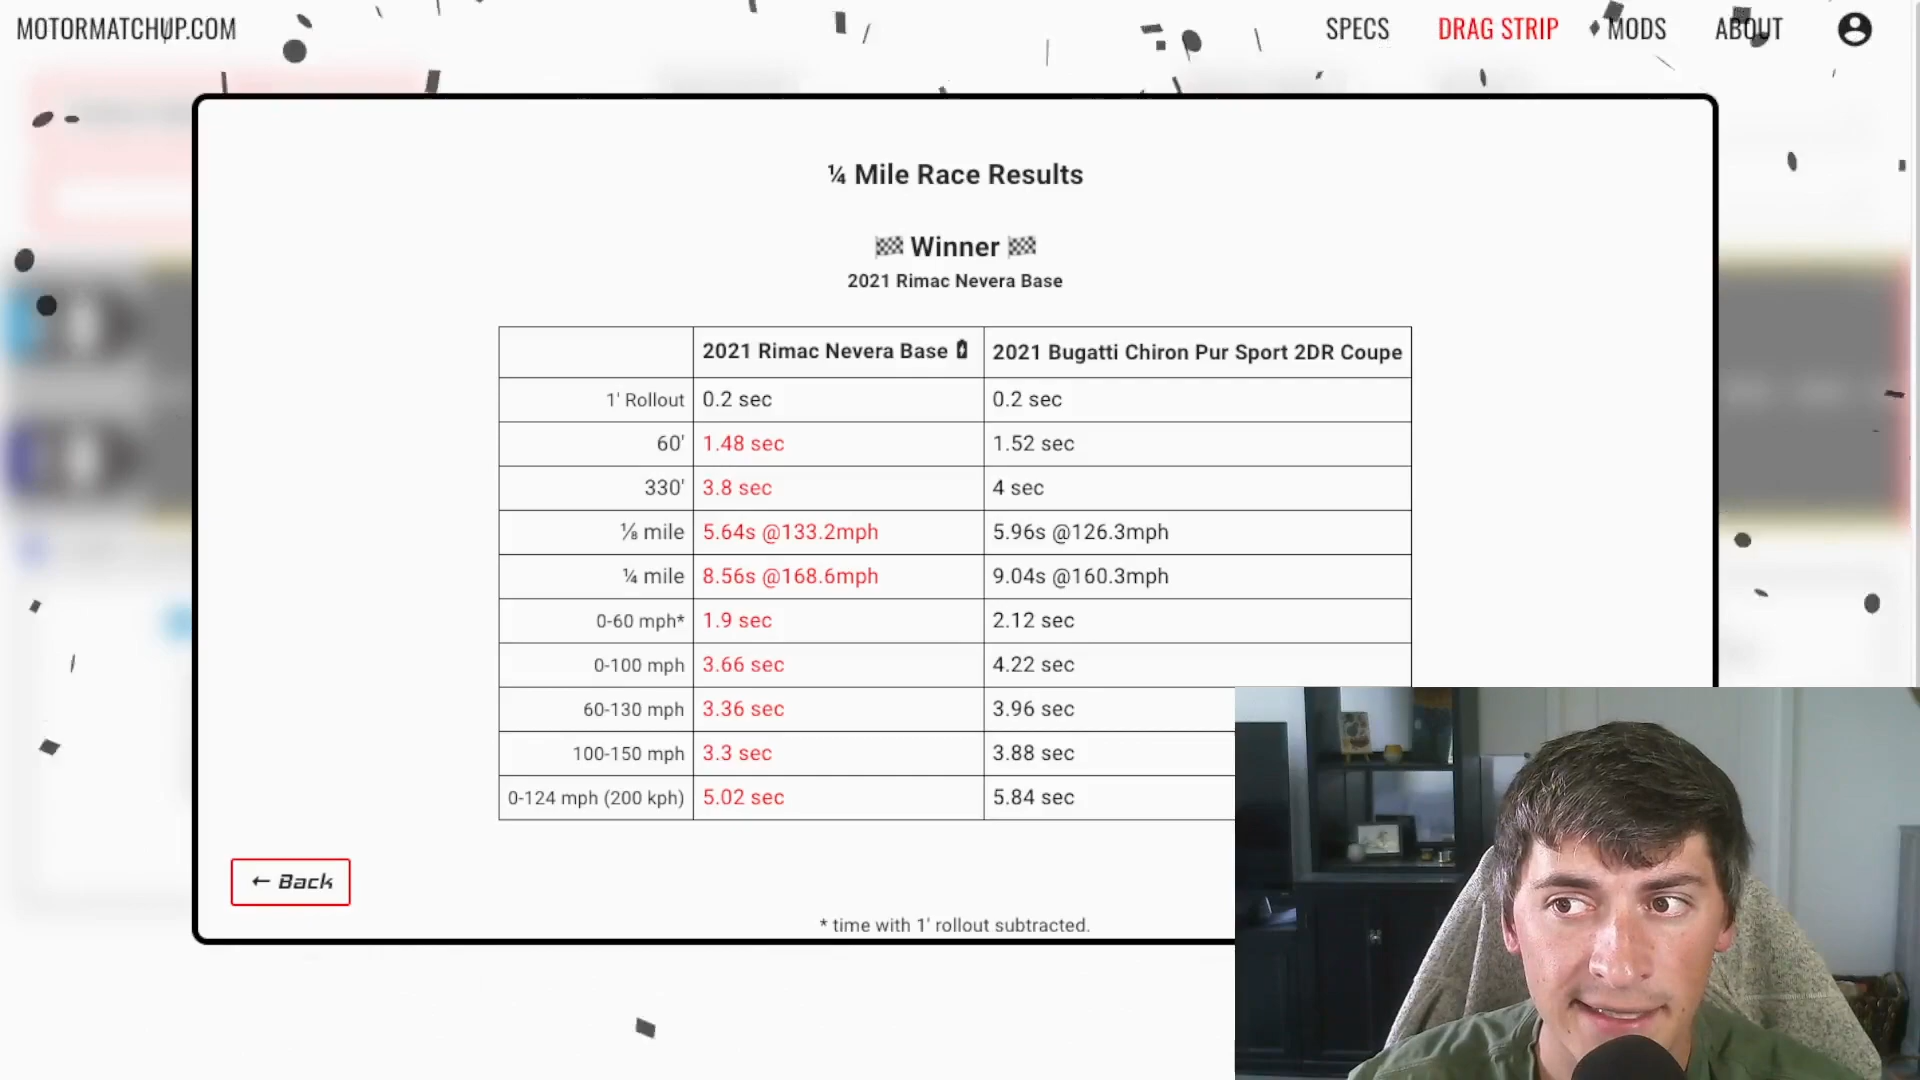 MOTORMATCHUP.COM
SPECS
DRAG STRIP
MODS
ABOUT
¼ Mile Race Results
Winner
2021 Rimac Nevera Base
2021 Rimac Nevera Base 2021 Bugatti Chiron Pur Sport 2DR Coupe
1' Rollout 0.2 sec 0.2 sec
60' 1.48 sec 1.52 sec
330' 3.8 sec 4 sec
⅛ mile 5.64s @133.2mph 5.96s @126.3mph
¼ mile 8.56s @168.6mph 9.04s @160.3mph
0-60 mph* 1.9 sec 2.12 sec
0-100 mph 3.66 sec 4.22 sec
60-130 mph 3.36 sec 3.96 sec
100-150 mph 3.3 sec 3.88 sec
0-124 mph (200 kph) 5.02 sec 5.84 sec
← Back
* time with 1' rollout subtracted.